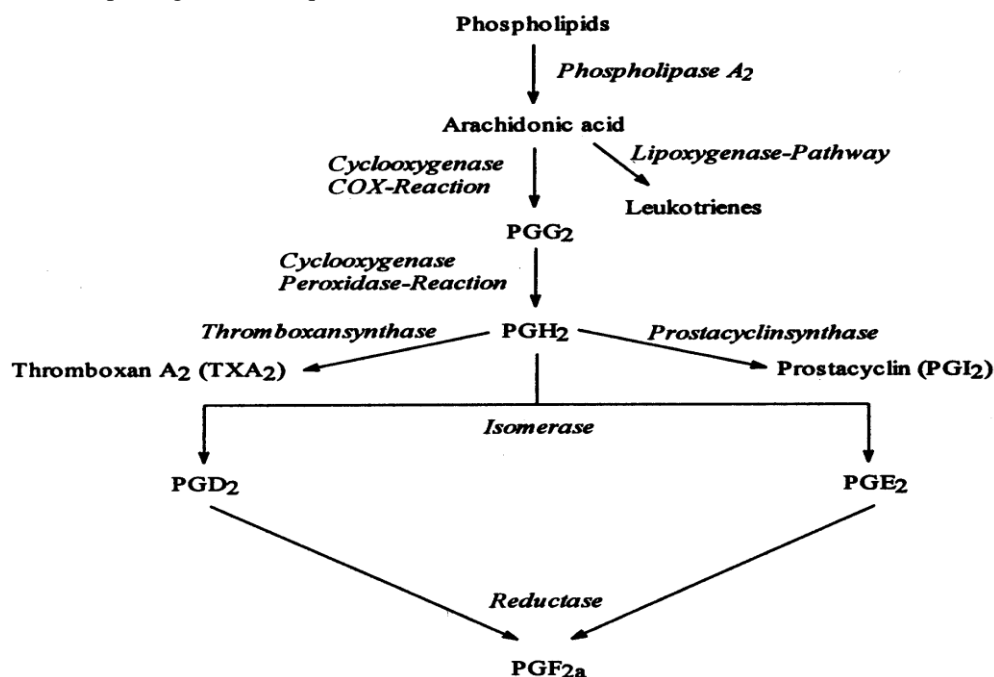 Phospholipids
Phospholipase A2
Arachidonic acid
Cyclooxygenase
COX-Reaction
Lipoxygenase-Pathway
Leukotrienes
PGG2
Cyclooxygenase
Peroxidase-Reaction
Thromboxansynthase
PGH2
Prostacyclinsynthase
Thromboxan A2 (TXA2)
Prostacyclin (PGI2)
Isomerase
PGD2
PGE2
Reductase
PGF2a